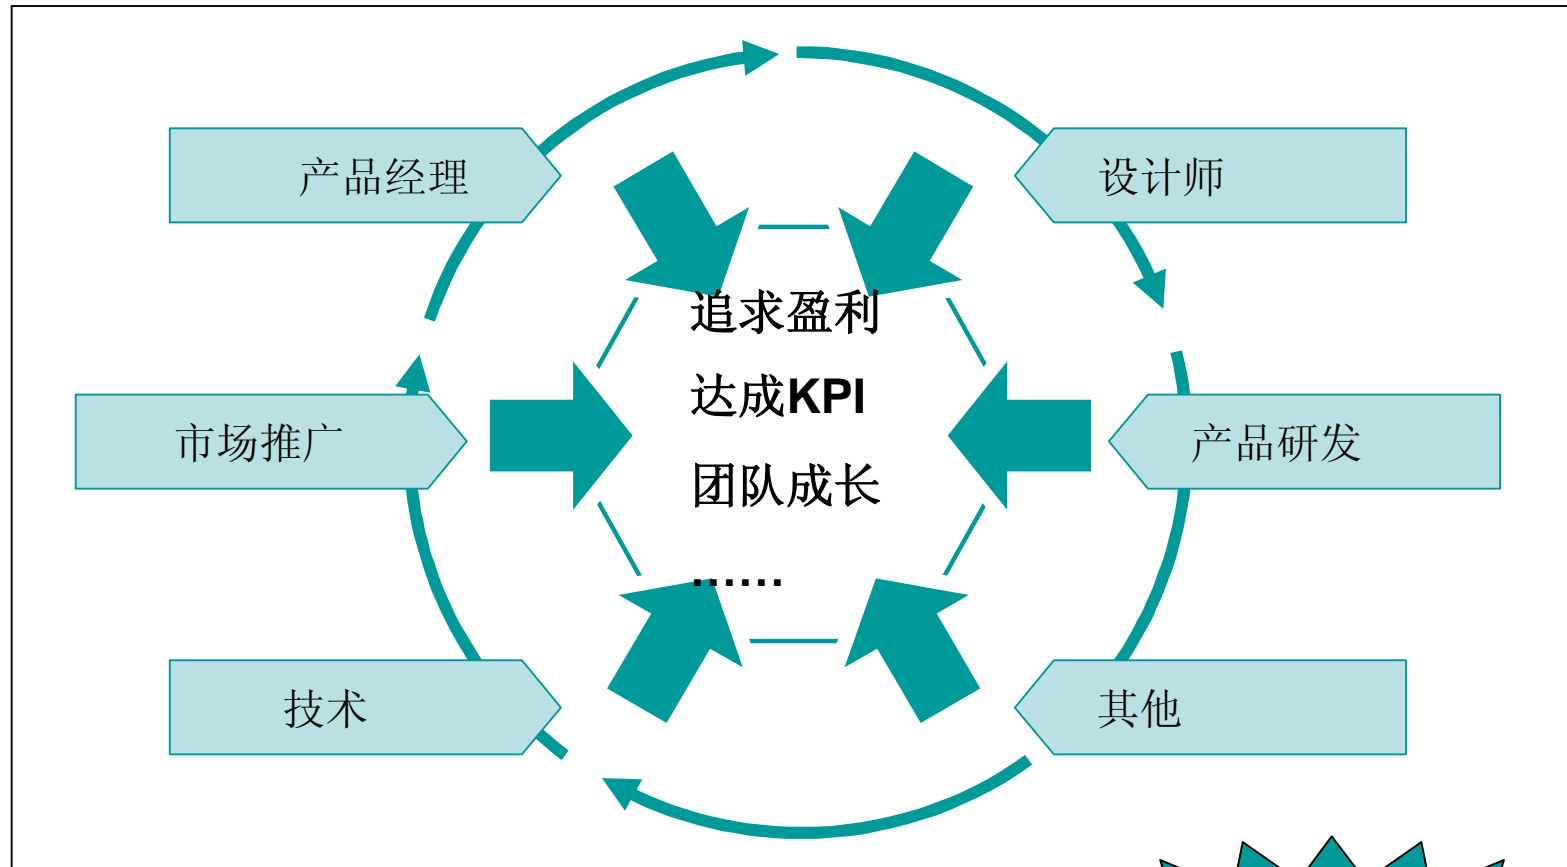 产品经理
设计师
追求盈利
达成KPI
市场推广
产品研发
团队成长
……
技术
其他